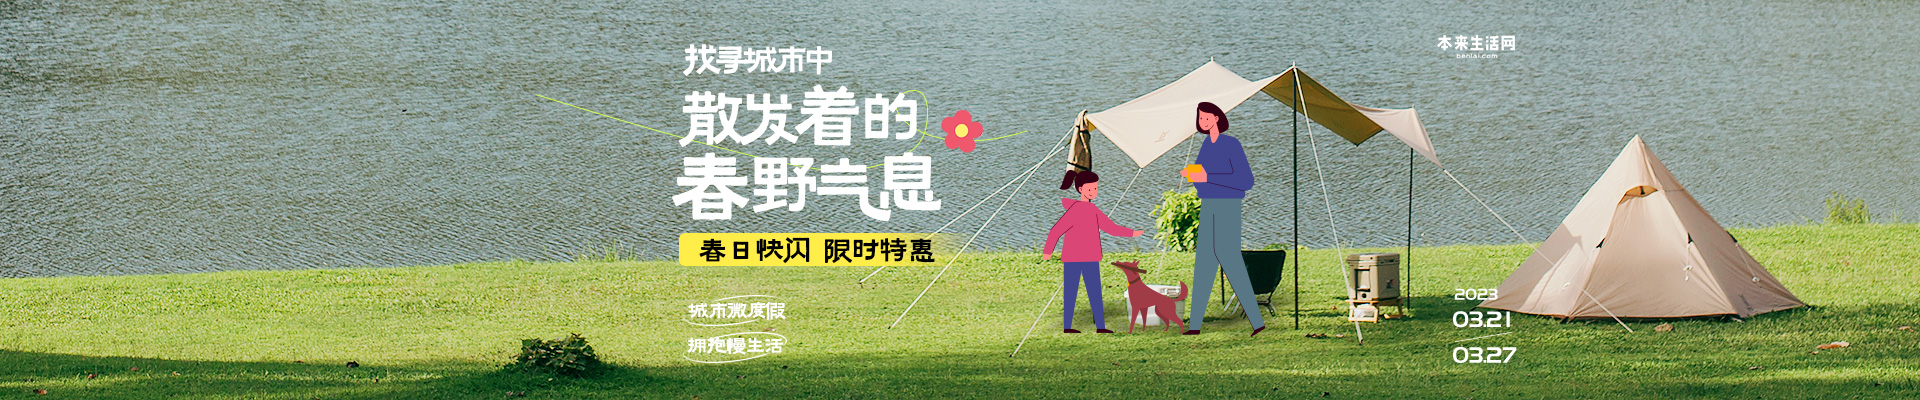 找寻城市中
散发着的
春野气息
春日快闪 限时特惠
城市微度假
拥抱慢生活
本来生活网
benlai.com
2023
03.21
03.27